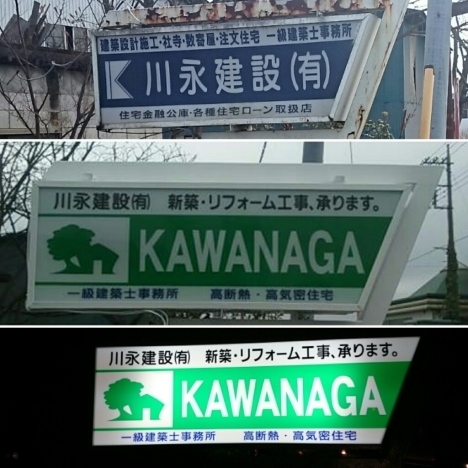 建築設計施工・社寺・数寄屋・注文住宅 一級建築士事務所
川永建設(有)
住宅金融公庫・各種住宅ローン取扱店
川永建設(有) 新築・リフォーム工事、承ります。
KAWANAGA
一級建築士事務所 高断熱・高気密住宅
川永建設(有) 新築・リフォーム工事、承ります。
KAWANAGA
一級建築士事務所 高断熱・高気密住宅